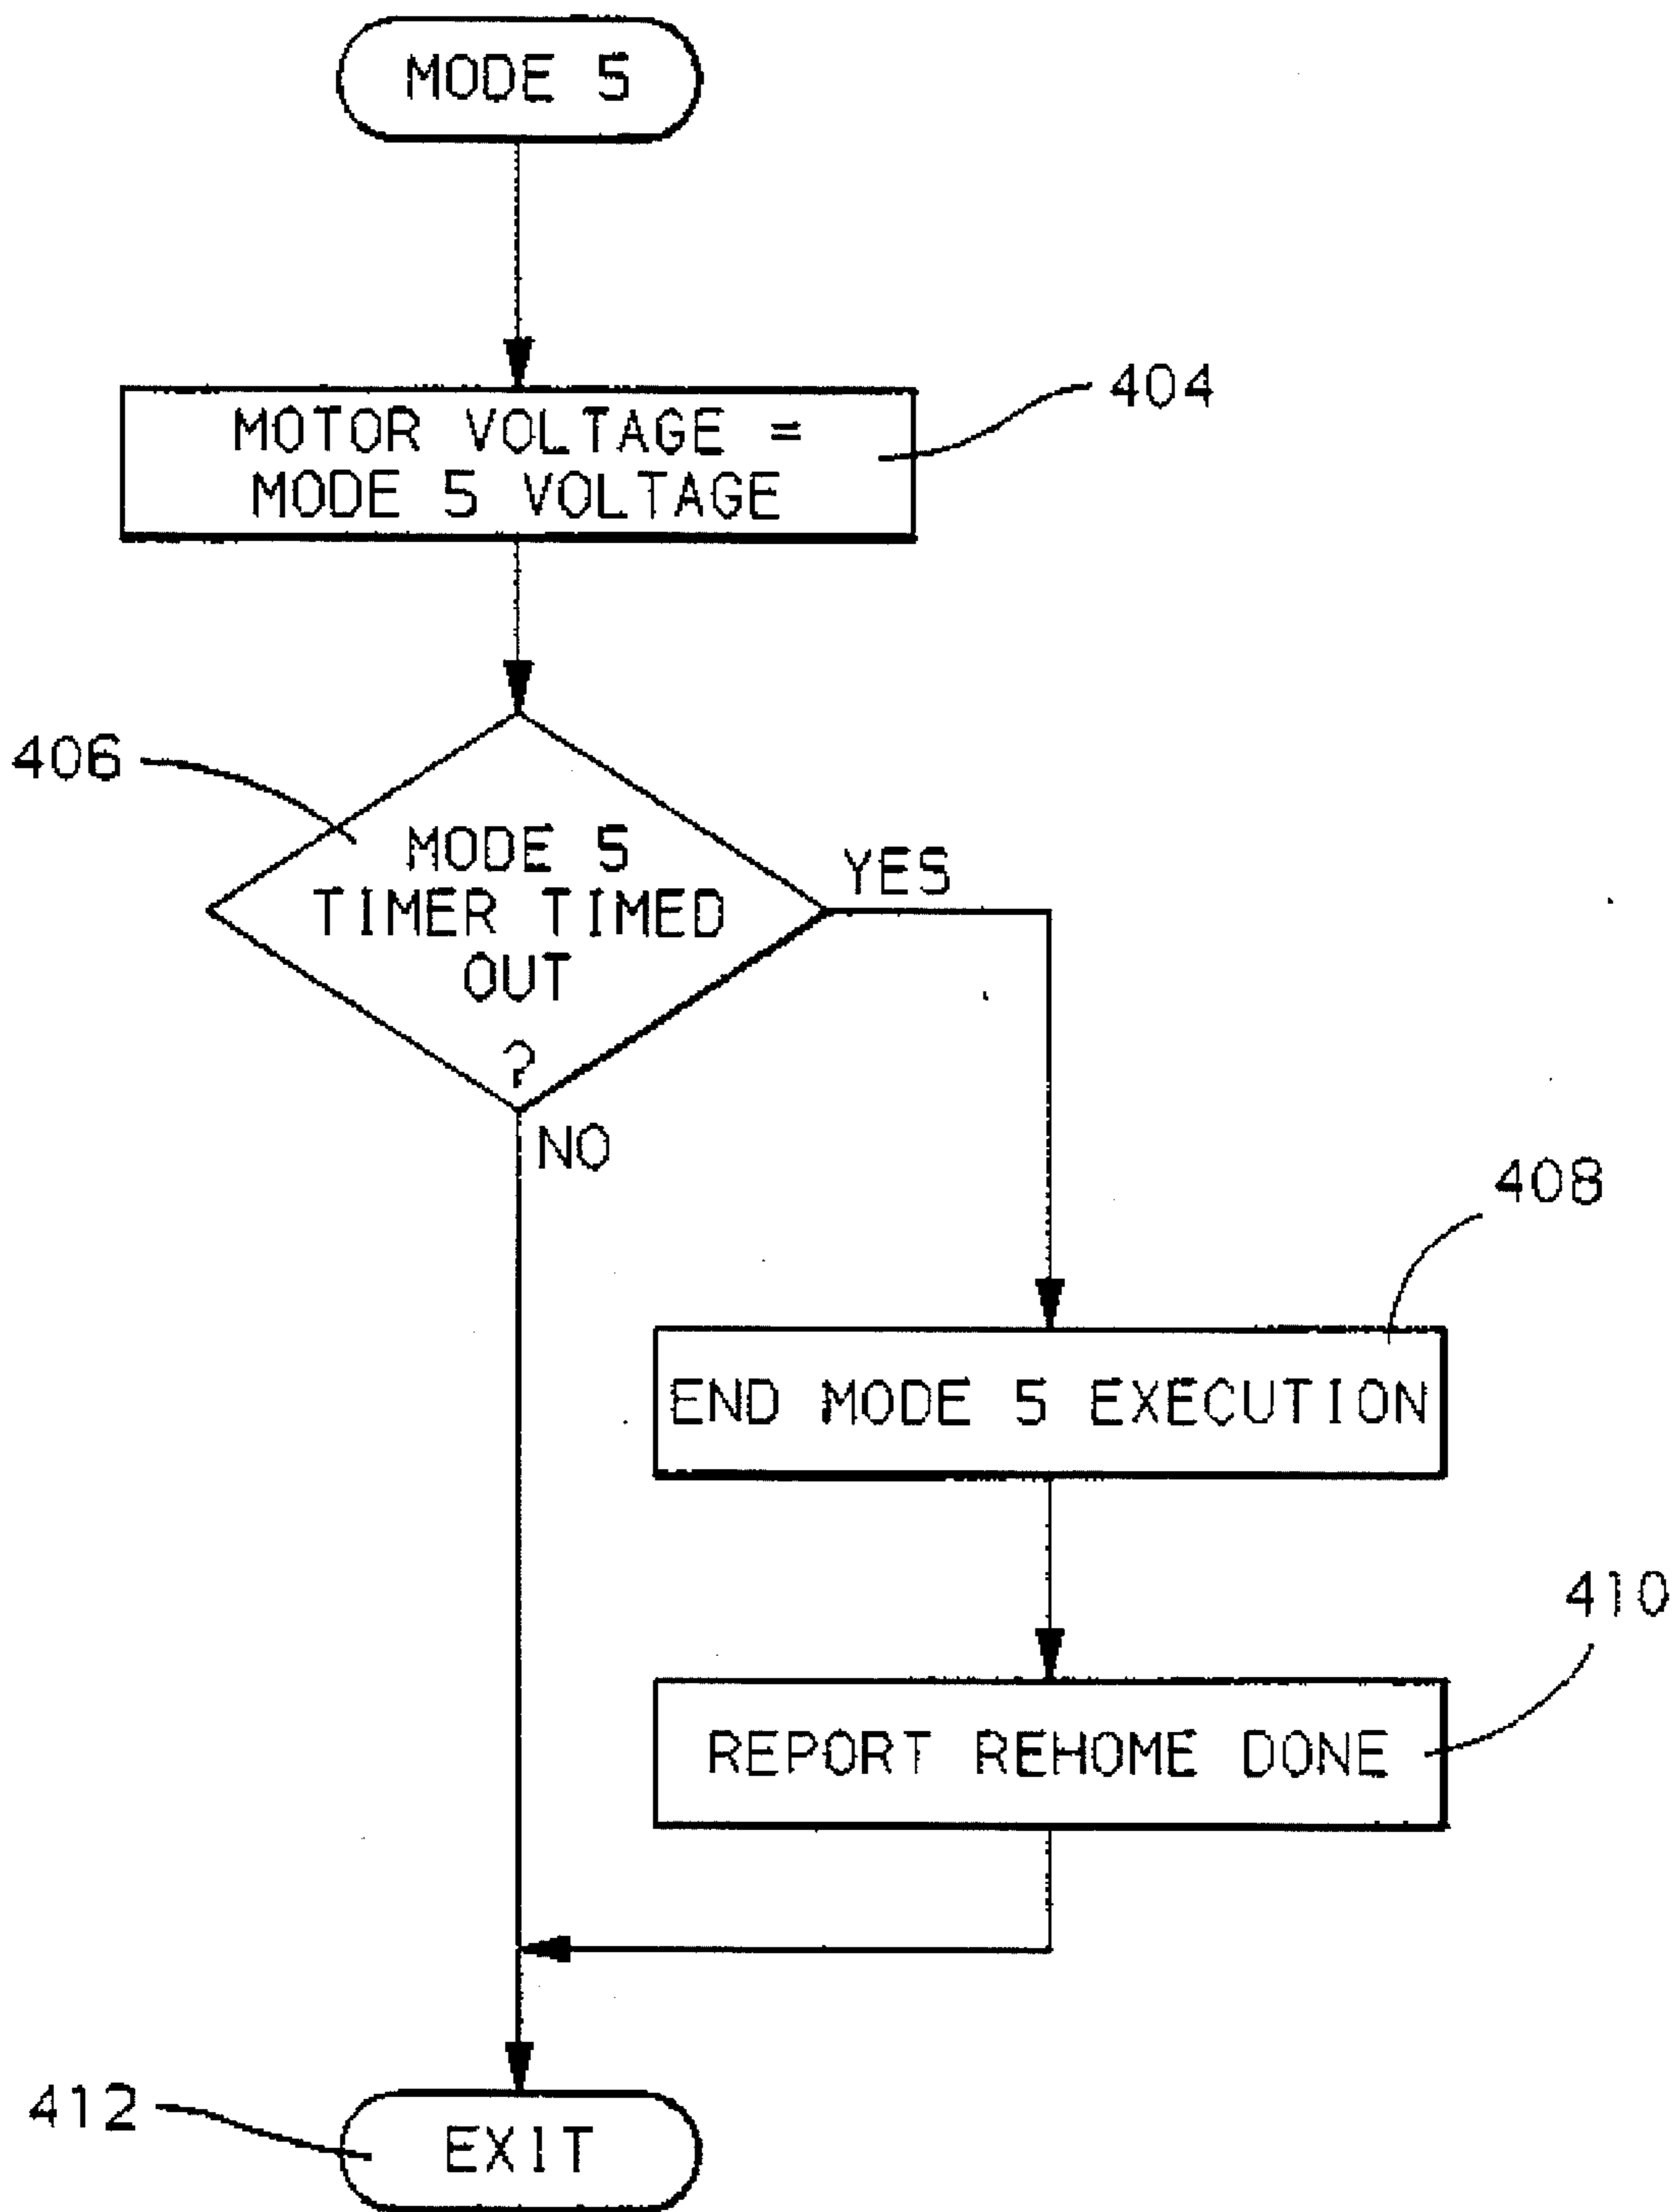 MODE 5
404
MOTOR VOLTAGE =
MODE 5 VOLTAGE
406
MODE 5
TIMER TIMED
OUT
?
YES
NO
408
END MODE 5 EXECUTION
410
REPORT REHOME DONE
412
EXIT